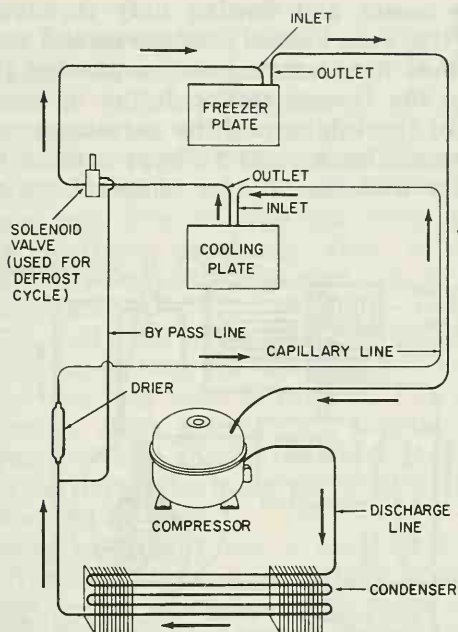 INLET
OUTLET
FREEZER
PLATE
OUTLET
INLET
SOLENOID
VALVE
(USED FOR
DEFROST
CYCLE)
COOLING
PLATE
BY PASS LINE
CAPILLARY LINE
DRIER
COMPRESSOR
DISCHARGE
LINE
CONDENSER